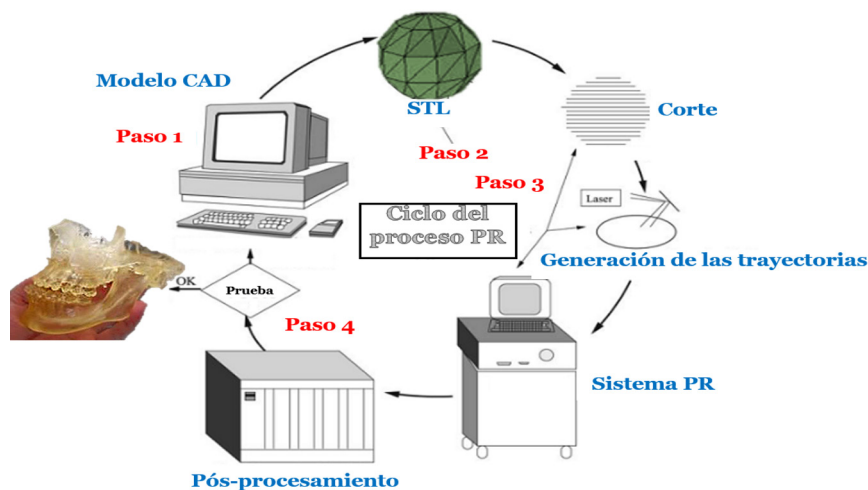 Modelo CAD
Paso 1
STL
Paso 2
Corte
Paso 3
Laser
Ciclo del
proceso PR
Generación de las trayectorias
OK
Prueba
Paso 4
Sistema PR
Pós-procesamiento